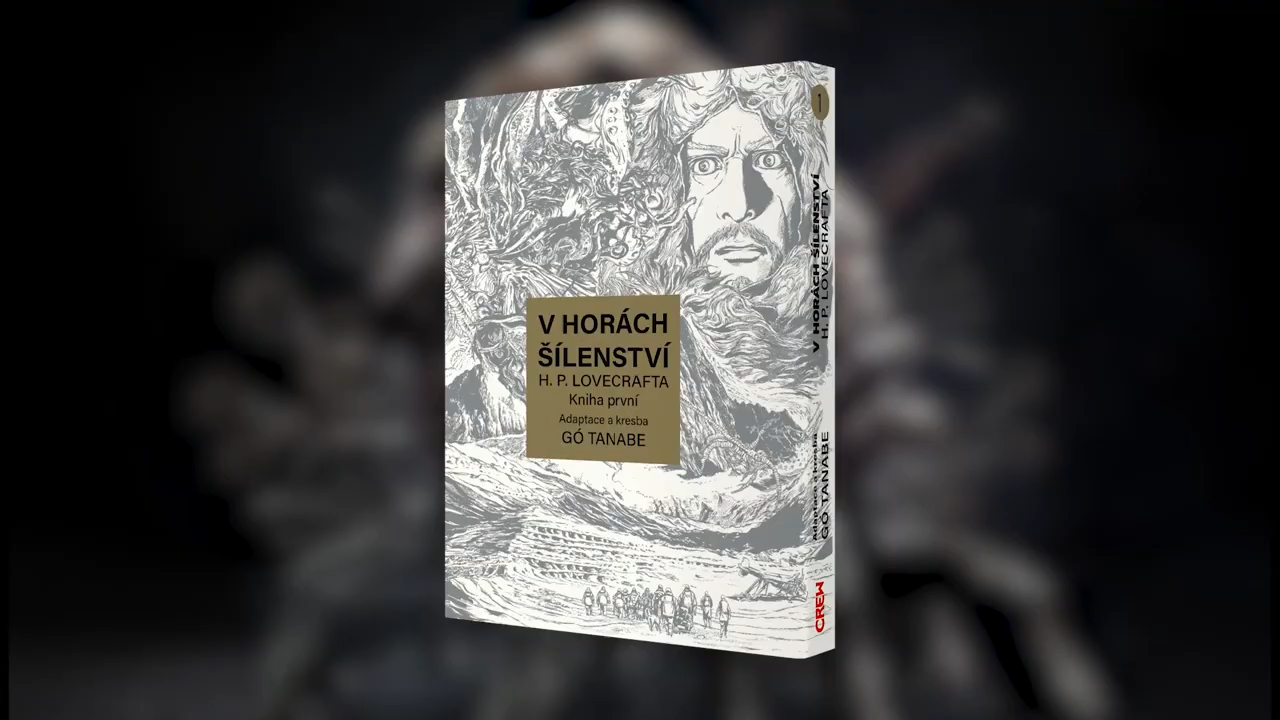 V HORÁCH
ŠÍLENSTVÍ
H. P. LOVECRAFTA
Kniha první
Adaptace a kresba
GÓ TANABE
1
V HORÁCH ŠÍLENSTVÍ
H. P. LOVECRAFTA
Adaptace a kresba
GÓ TANABE
CREW